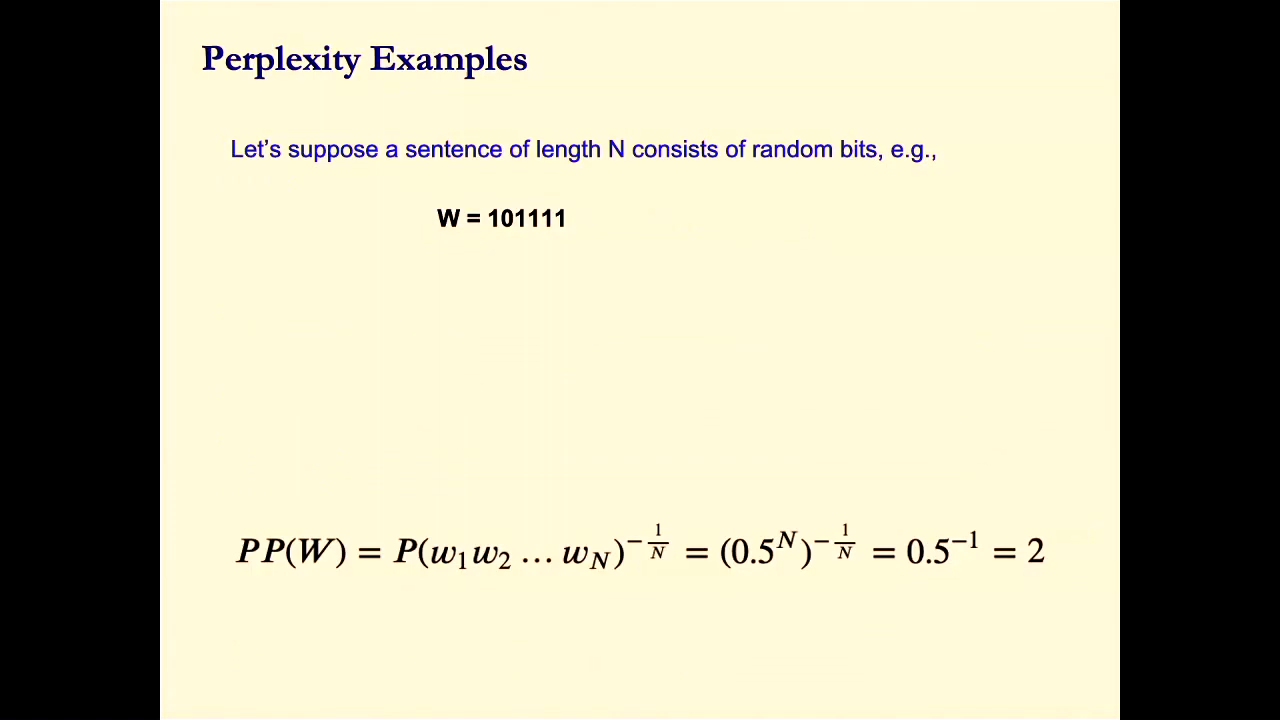 Perplexity Examples
Let’s suppose a sentence of length N consists of random bits, e.g.,
W = 101111
PP(W) = P(w₁w₂ … w_N)^{−1/N} = (0.5^N)^{−1/N} = 0.5^{−1} = 2